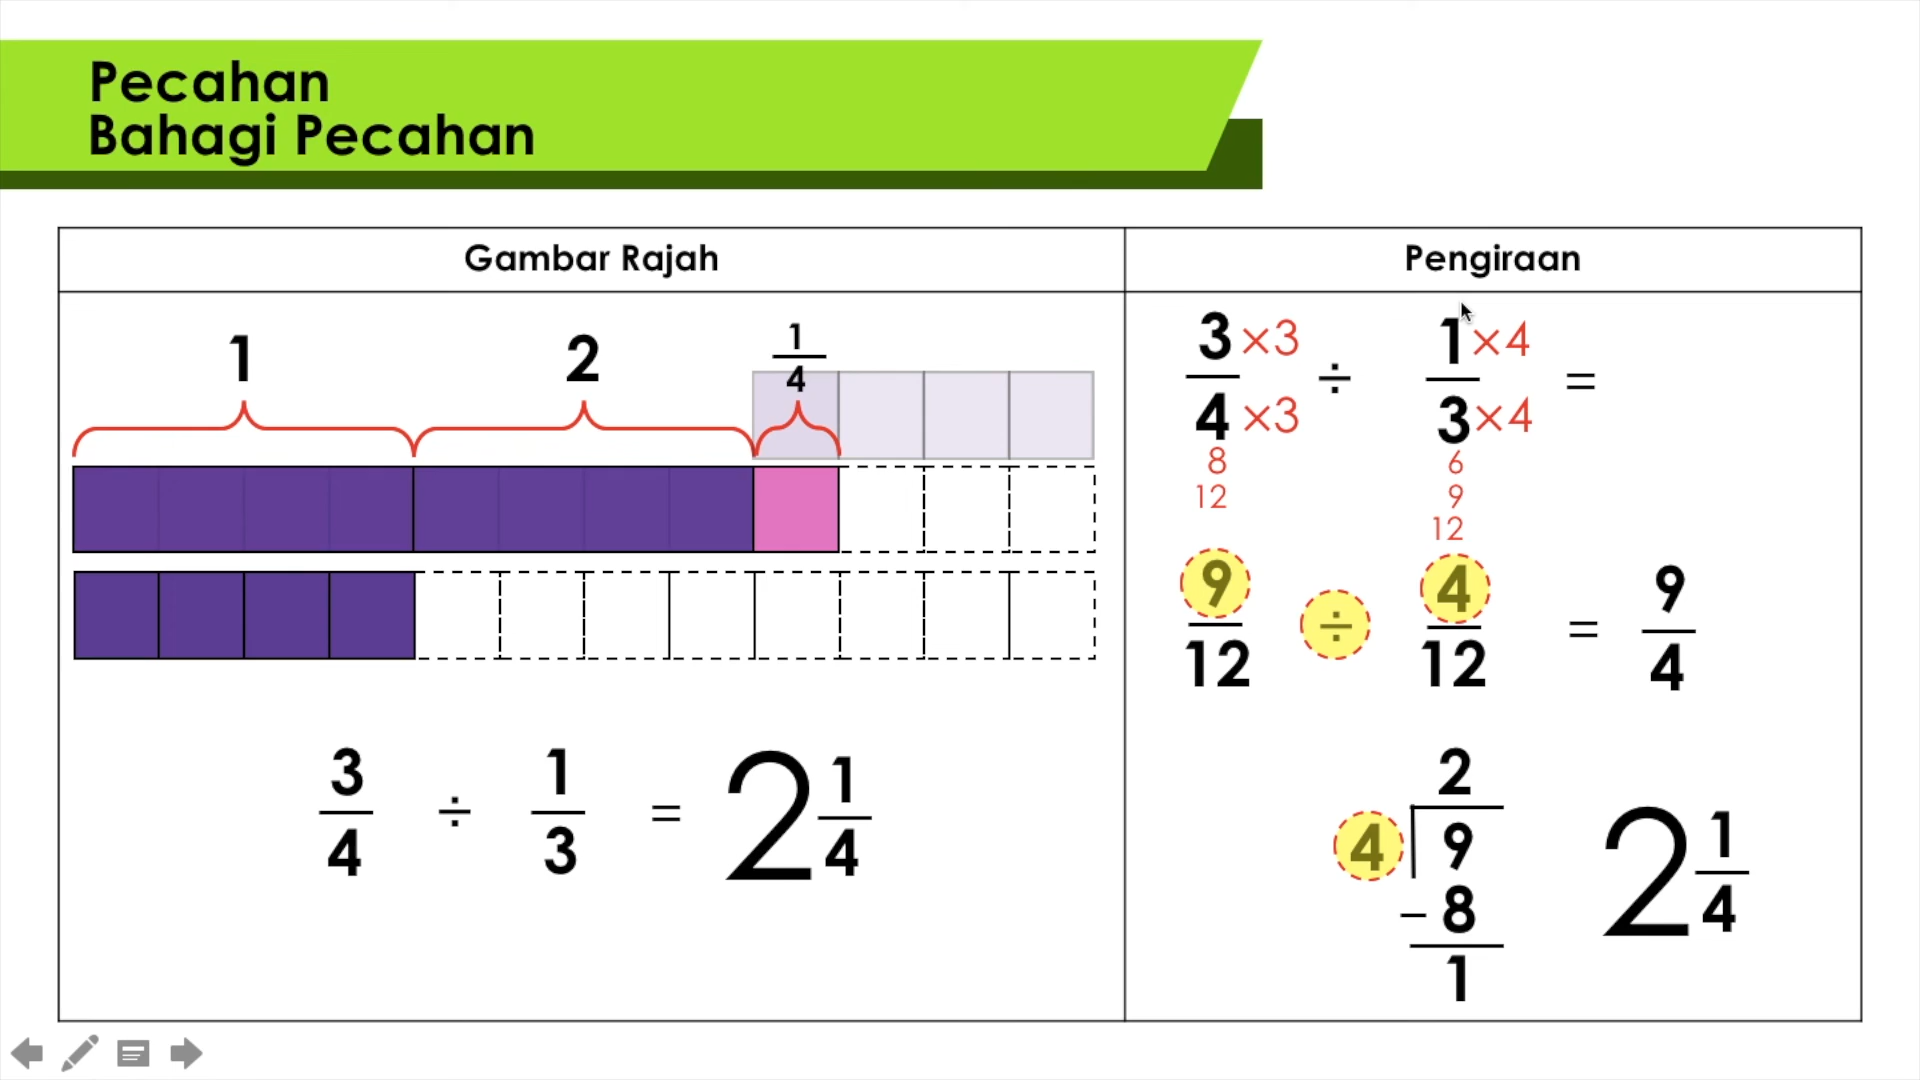 Pecahan
Bahagi Pecahan
Gambar Rajah
Pengiraan
1
2
1
4
3 ÷ 1 = 2 1
4 3 4
3 ×3 ÷ 1 ×4 =
4 ×3 3 ×4
8 6
12 9
12
9 ÷ 4 = 9
12 12 4
2
4 9
− 8
1
2 1
4